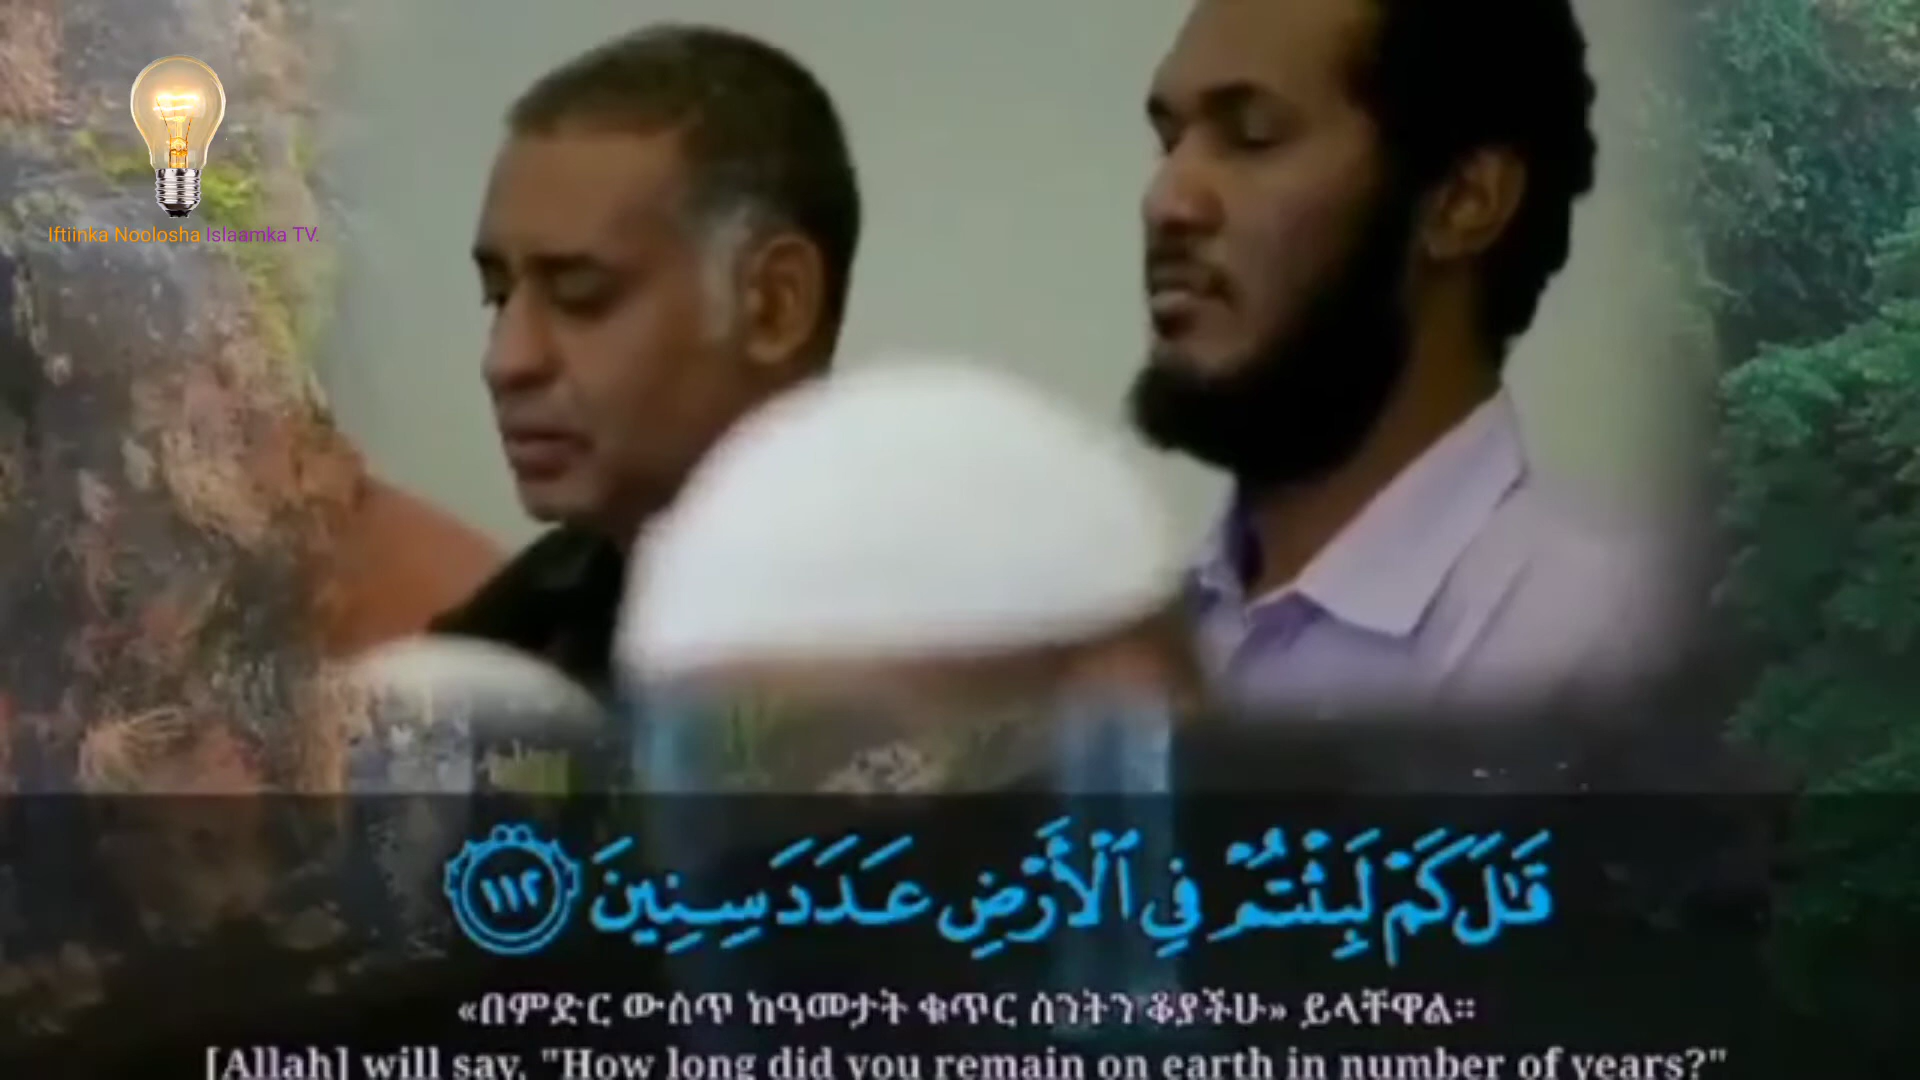 Iftiinka Noolosha Islaamka TV.
قَـٰلَ كَمْ لَبِثْتُمْ فِي ٱلْأَرْضِ عَدَدَ سِنِينَ ١١٢
«በምድር ውስጥ ከዓመታት ቁጥር ስንትን ቆያችሁ» ይላቸዋል።
[Allah] will say, "How long did you remain on earth in number of years?"